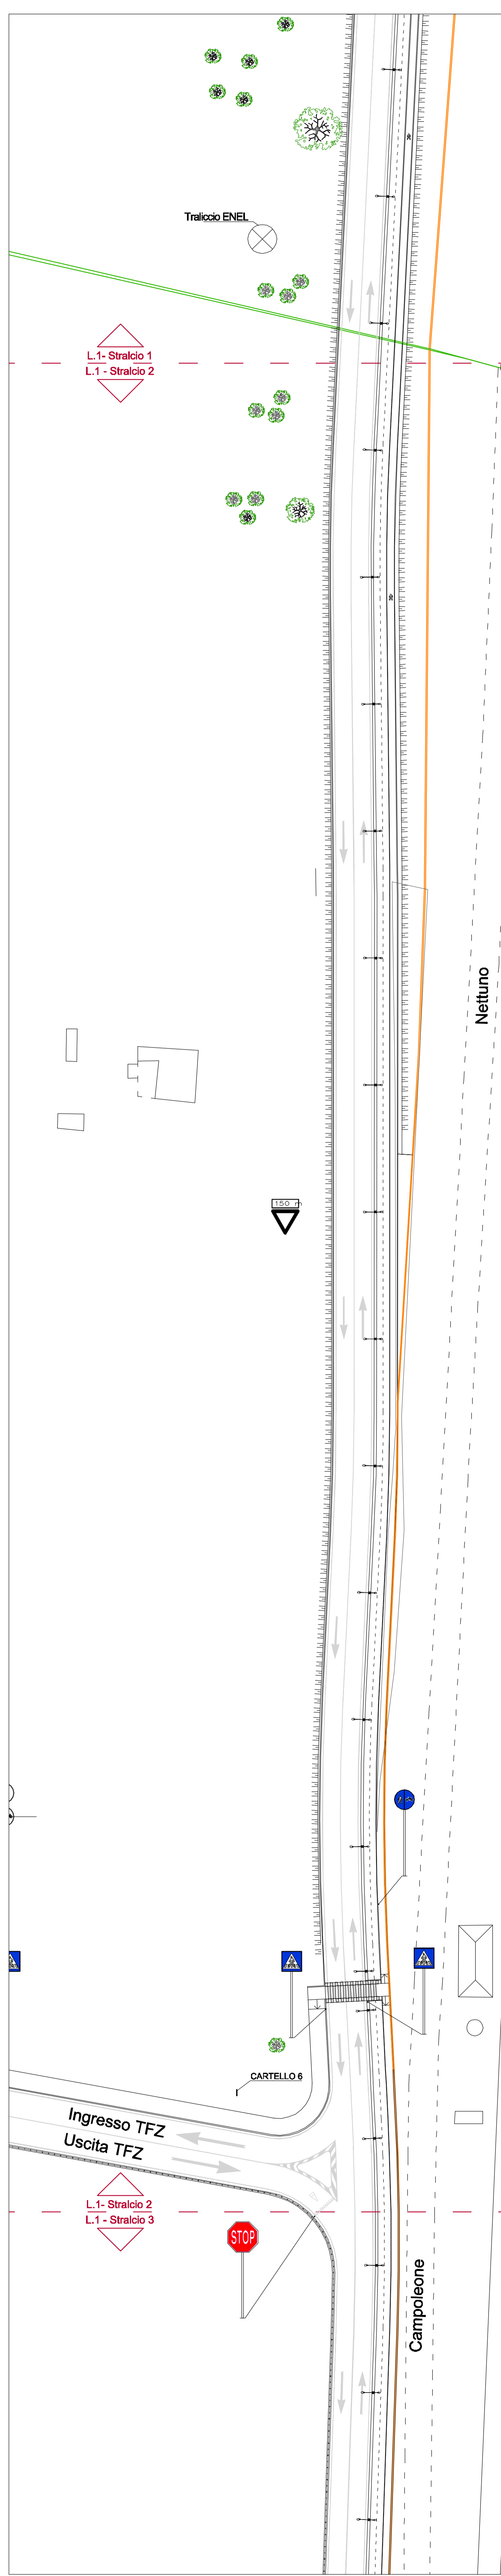 Traliccio ENEL
L.1- Stralcio 1
L.1 - Stralcio 2
Nettuno
150 m
CARTELLO 6
Ingresso TFZ
Uscita TFZ
L.1- Stralcio 2
L.1 - Stralcio 3
STOP
Campoleone